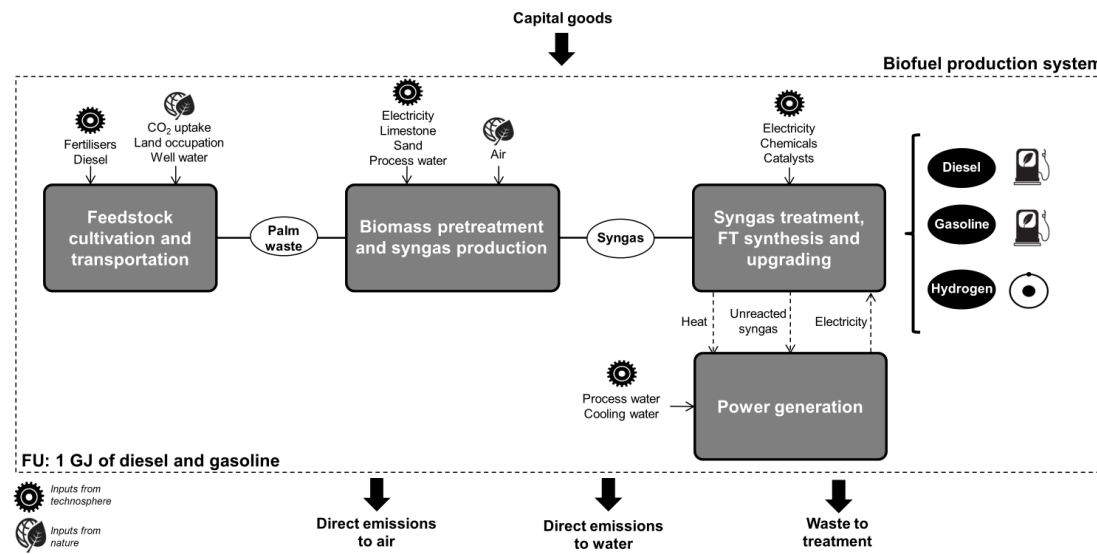 Capital goods
Biofuel production system
Fertilisers
Diesel
CO₂ uptake
Land occupation
Well water
Electricity
Limestone
Sand
Process water
Air
Electricity
Chemicals
Catalysts
Feedstock
cultivation and
transportation
Palm
waste
Biomass pretreatment
and syngas production
Syngas
Syngas treatment,
FT synthesis and
upgrading
Diesel
Gasoline
Hydrogen
Heat
Unreacted
syngas
Electricity
Process water
Cooling water
Power generation
FU: 1 GJ of diesel and gasoline
Inputs from
technosphere
Inputs from
nature
Direct emissions
to air
Direct emissions
to water
Waste to
treatment